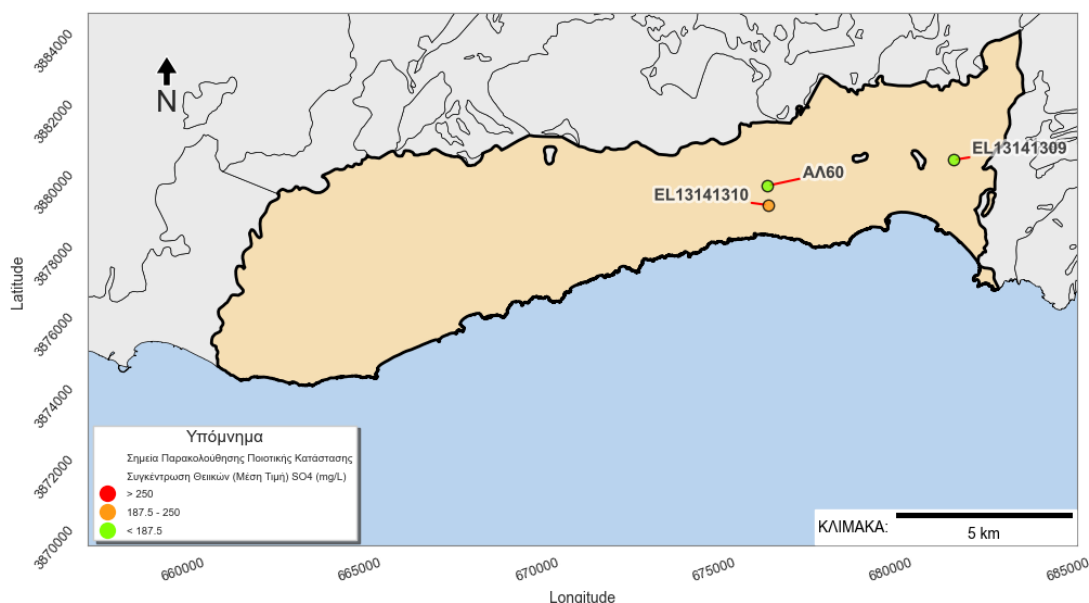 3884000
3882000
3880000
3878000
3876000
3874000
3872000
3870000
Latitude
N
EL13141309
ΑΛ60
EL13141310
Υπόμνημα
Σημεία Παρακολούθησης Ποιοτικής Κατάστασης
Συγκέντρωση Θειικών (Μέση Τιμή) SO4 (mg/L)
> 250
187.5 - 250
< 187.5
ΚΛΙΜΑΚΑ:
5 km
660000
665000
670000
675000
680000
685000
Longitude